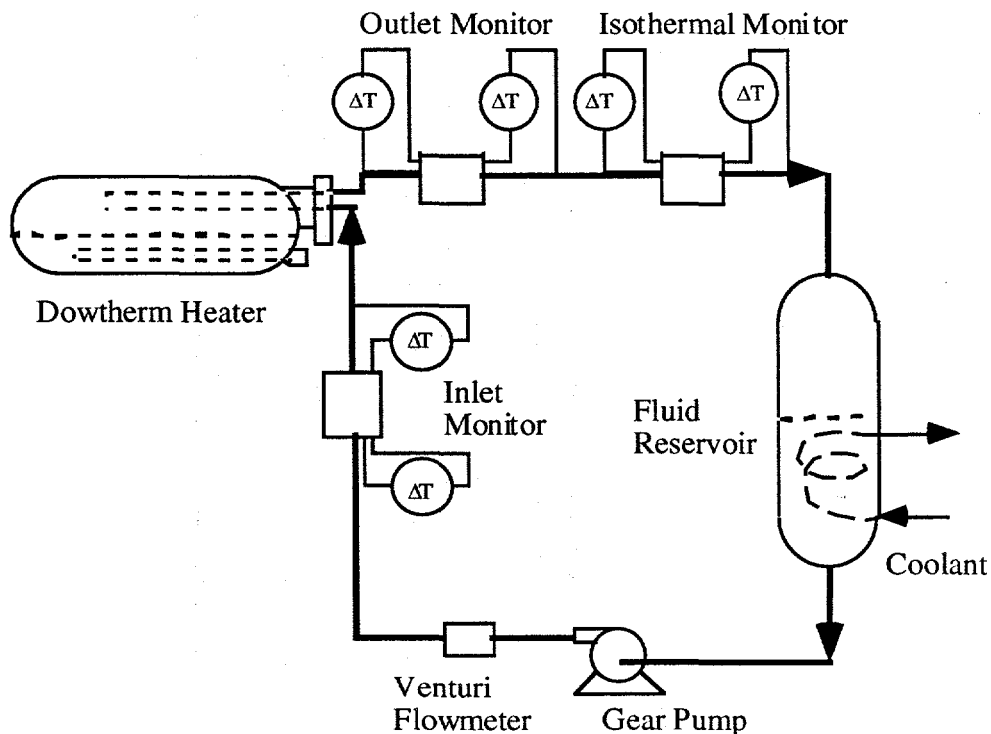 Outlet Monitor
Isothermal Monitor
ΔT
ΔT
ΔT
ΔT
Dowtherm Heater
ΔT
Inlet
Monitor
ΔT
Fluid
Reservoir
Coolant
Venturi
Flowmeter
Gear Pump